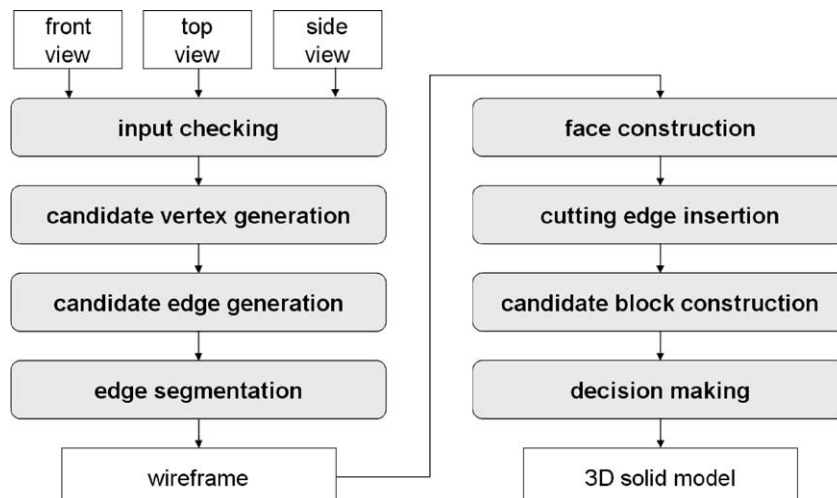 front
view
top
view
side
view
input checking
candidate vertex generation
candidate edge generation
edge segmentation
wireframe
face construction
cutting edge insertion
candidate block construction
decision making
3D solid model